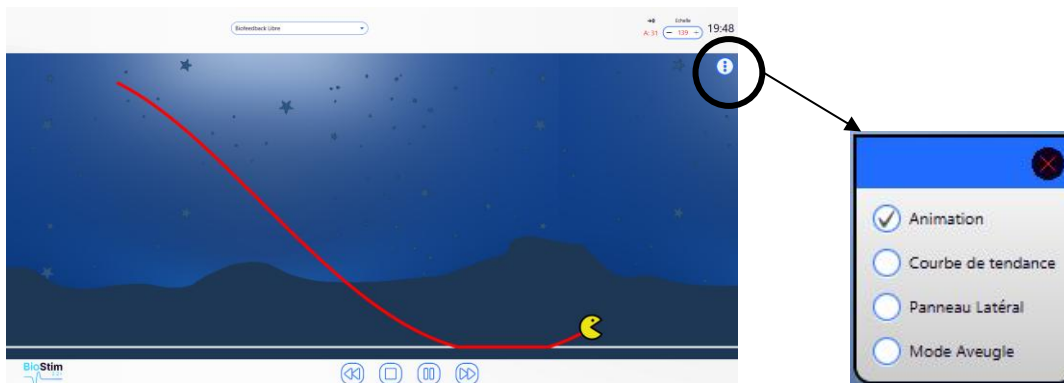 Biofeedback Libre
Echelle
A: 31
− 139 +
19:48
Animation
Courbe de tendance
Panneau Latéral
Mode Aveugle
BioStim